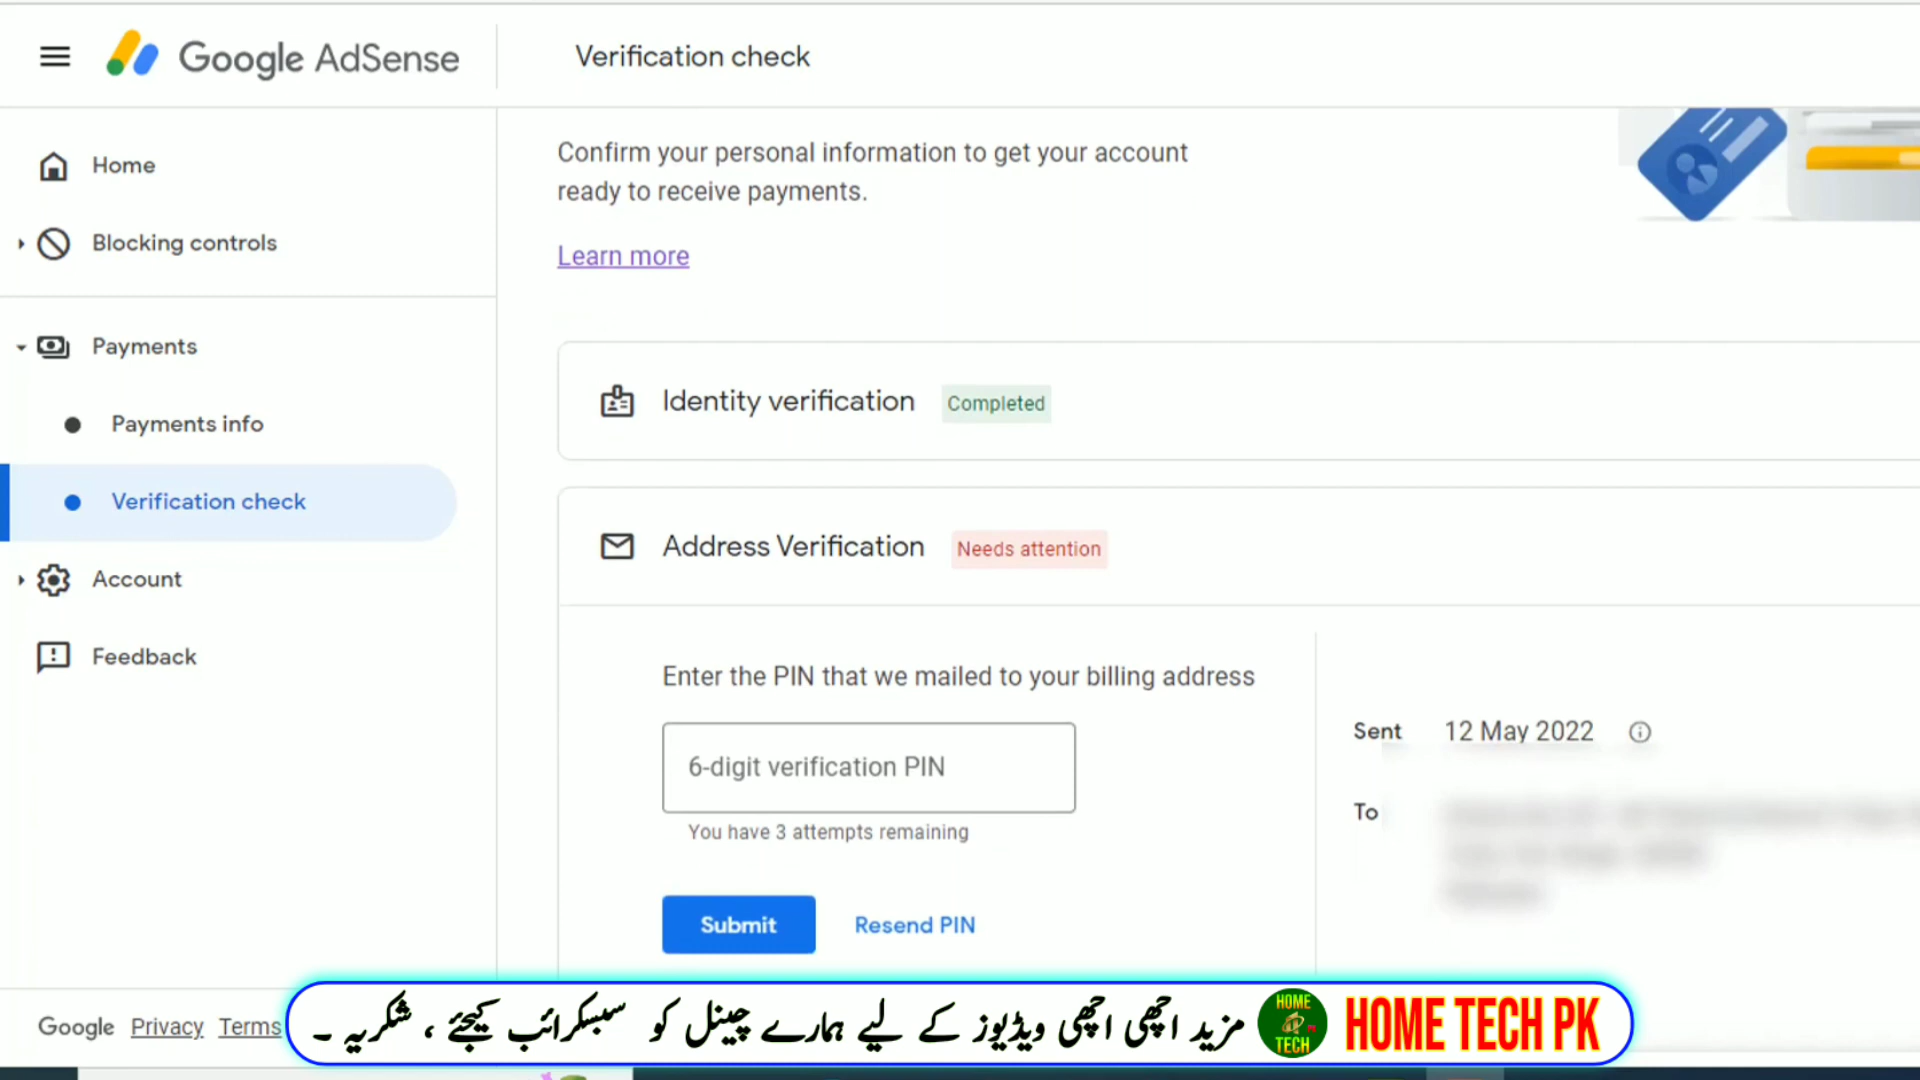 Google AdSense
Verification check
Home
Blocking controls
Payments
Payments info
Verification check
Account
Feedback
Confirm your personal information to get your account
ready to receive payments.
Learn more
Identity verification
Completed
Address Verification
Needs attention
Enter the PIN that we mailed to your billing address
6-digit verification PIN
You have 3 attempts remaining
Submit
Resend PIN
Sent
12 May 2022
To
Google
Privacy
Terms
مزید اچھی اچھی ویڈیوز کے لیے ہمارے چینل کو سبسکرائب کیجئے ، شکریہ ۔
HOME
TECH
HOME TECH PK